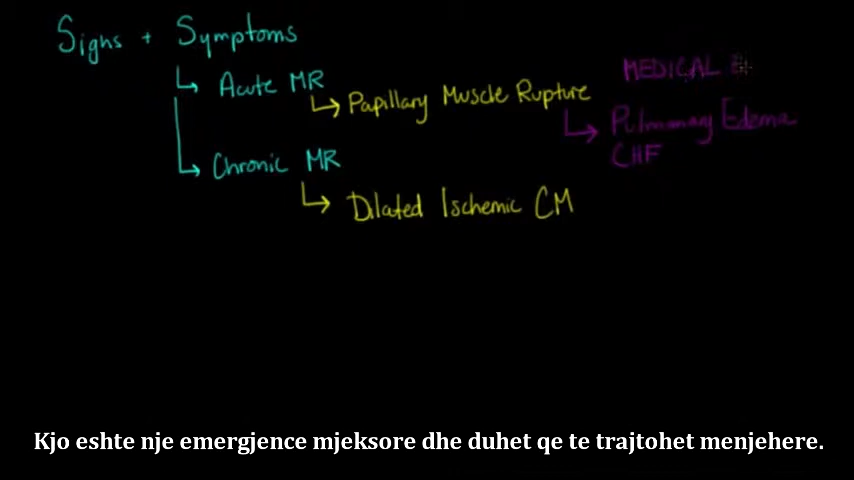 Signs + Symptoms
Acute MR
Papillary Muscle Rupture
MEDICAL E
Pulmonary Edema
CHF
Chronic MR
Dilated Ischemic CM
Kjo eshte nje emergjence mjeksore dhe duhet qe te trajtohet menjehere.